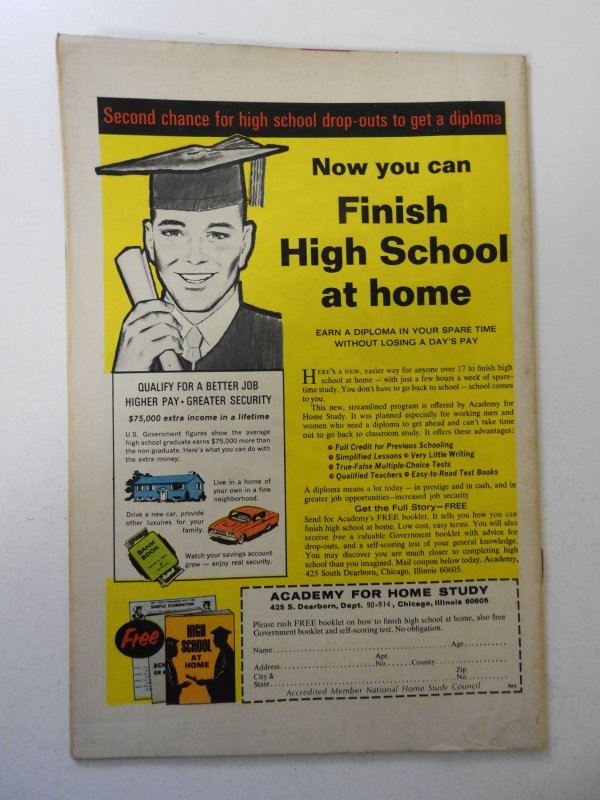 Second chance for high school drop-outs to get a diploma
Now you can
Finish
High School
at home
EARN A DIPLOMA IN YOUR SPARE TIME
WITHOUT LOSING A DAY'S PAY
QUALIFY FOR A BETTER JOB
HIGHER PAY • GREATER SECURITY
$75,000 extra income in a lifetime
U.S. Government figures show the average
high school graduate earns $75,000 more than
the non-graduate. Here's what you can do with
the extra money:
Live in a home of
your own in a fine
neighborhood.
Drive a new car, provide
other luxuries for your
family.
BANK
BOOK
Watch your savings account
grow — enjoy real security.
HERE'S A NEW, easier way for anyone over 17 to finish high
school at home — with just a few hours a week of spare-
time study. You don't have to go back to school — school comes
to you.
This new, streamlined program is offered by Academy for
Home Study. It was planned especially for working men and
women who need a diploma to get ahead and can't take time
out to go back to classroom study. It offers these advantages:
Full Credit for Previous Schooling
Simplified Lessons Very Little Writing
True-False Multiple-Choice Tests
Qualified Teachers Easy-to-Read Text Books
A diploma means a lot today — in prestige and in cash, and in
greater job opportunities—increased job security
Get the Full Story—FREE
Send for Academy's FREE booklet. It tells you how you can
finish high school at home. Low cost, easy terms. You will also
receive free a valuable Government booklet with advice for
drop-outs, and a self-scoring test of your general knowledge.
You may discover you are much closer to completing high
school than you imagined. Mail coupon below today. Academy,
425 South Dearborn, Chicago, Illinois 60605.
SAMPLE EXAMINATION
Free
HIGH
SCHOOL
AT
HOME
ACADEMY FOR HOME STUDY
425 S. Dearborn, Dept. 90-914, Chicago, Illinois 60605
Please rush FREE booklet on how to finish high school at home, also free
Government booklet and self-scoring test. No obligation.
Name Age
Address Apt. No. County
City & State Zip No.
Accredited Member National Home Study Council 964